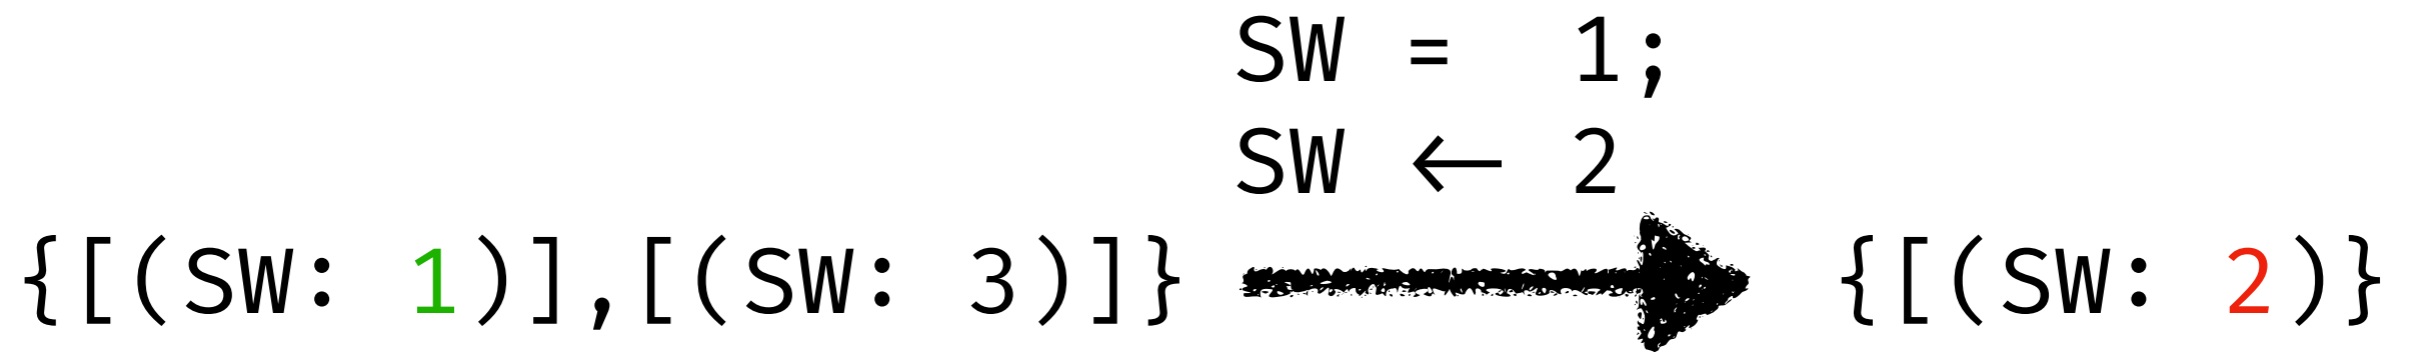 SW = 1;
SW ← 2
{[(SW: 1)],[(SW: 3)]} {[(SW: 2)}